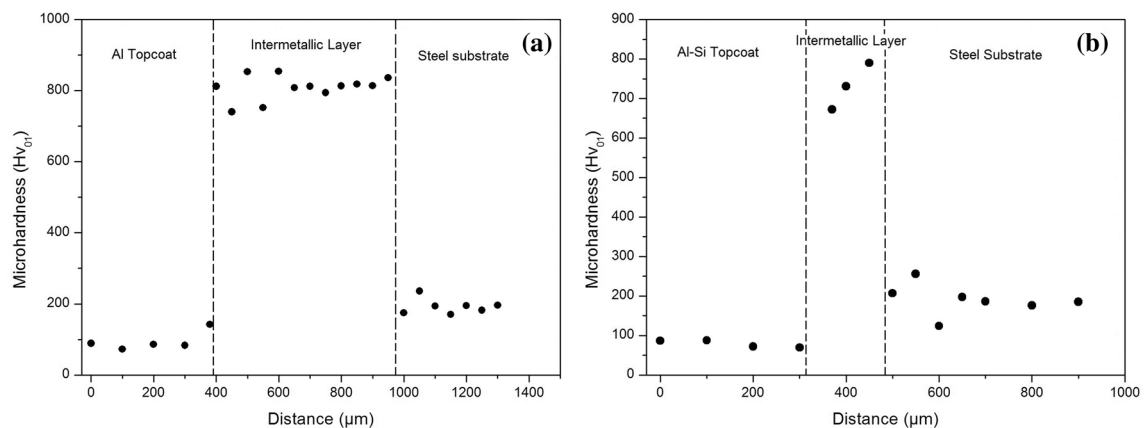 1000
800
600
400
200
0
Microhardness (Hv₀₁)
Al Topcoat
Intermetallic Layer
(a)
Steel substrate
0 200 400 600 800 1000 1200 1400
Distance (µm)
900
800
700
600
500
400
300
200
100
0
Microhardness (Hv₀₁)
Intermetallic Layer
(b)
Al-Si Topcoat
Steel Substrate
0 200 400 600 800 1000
Distance (µm)